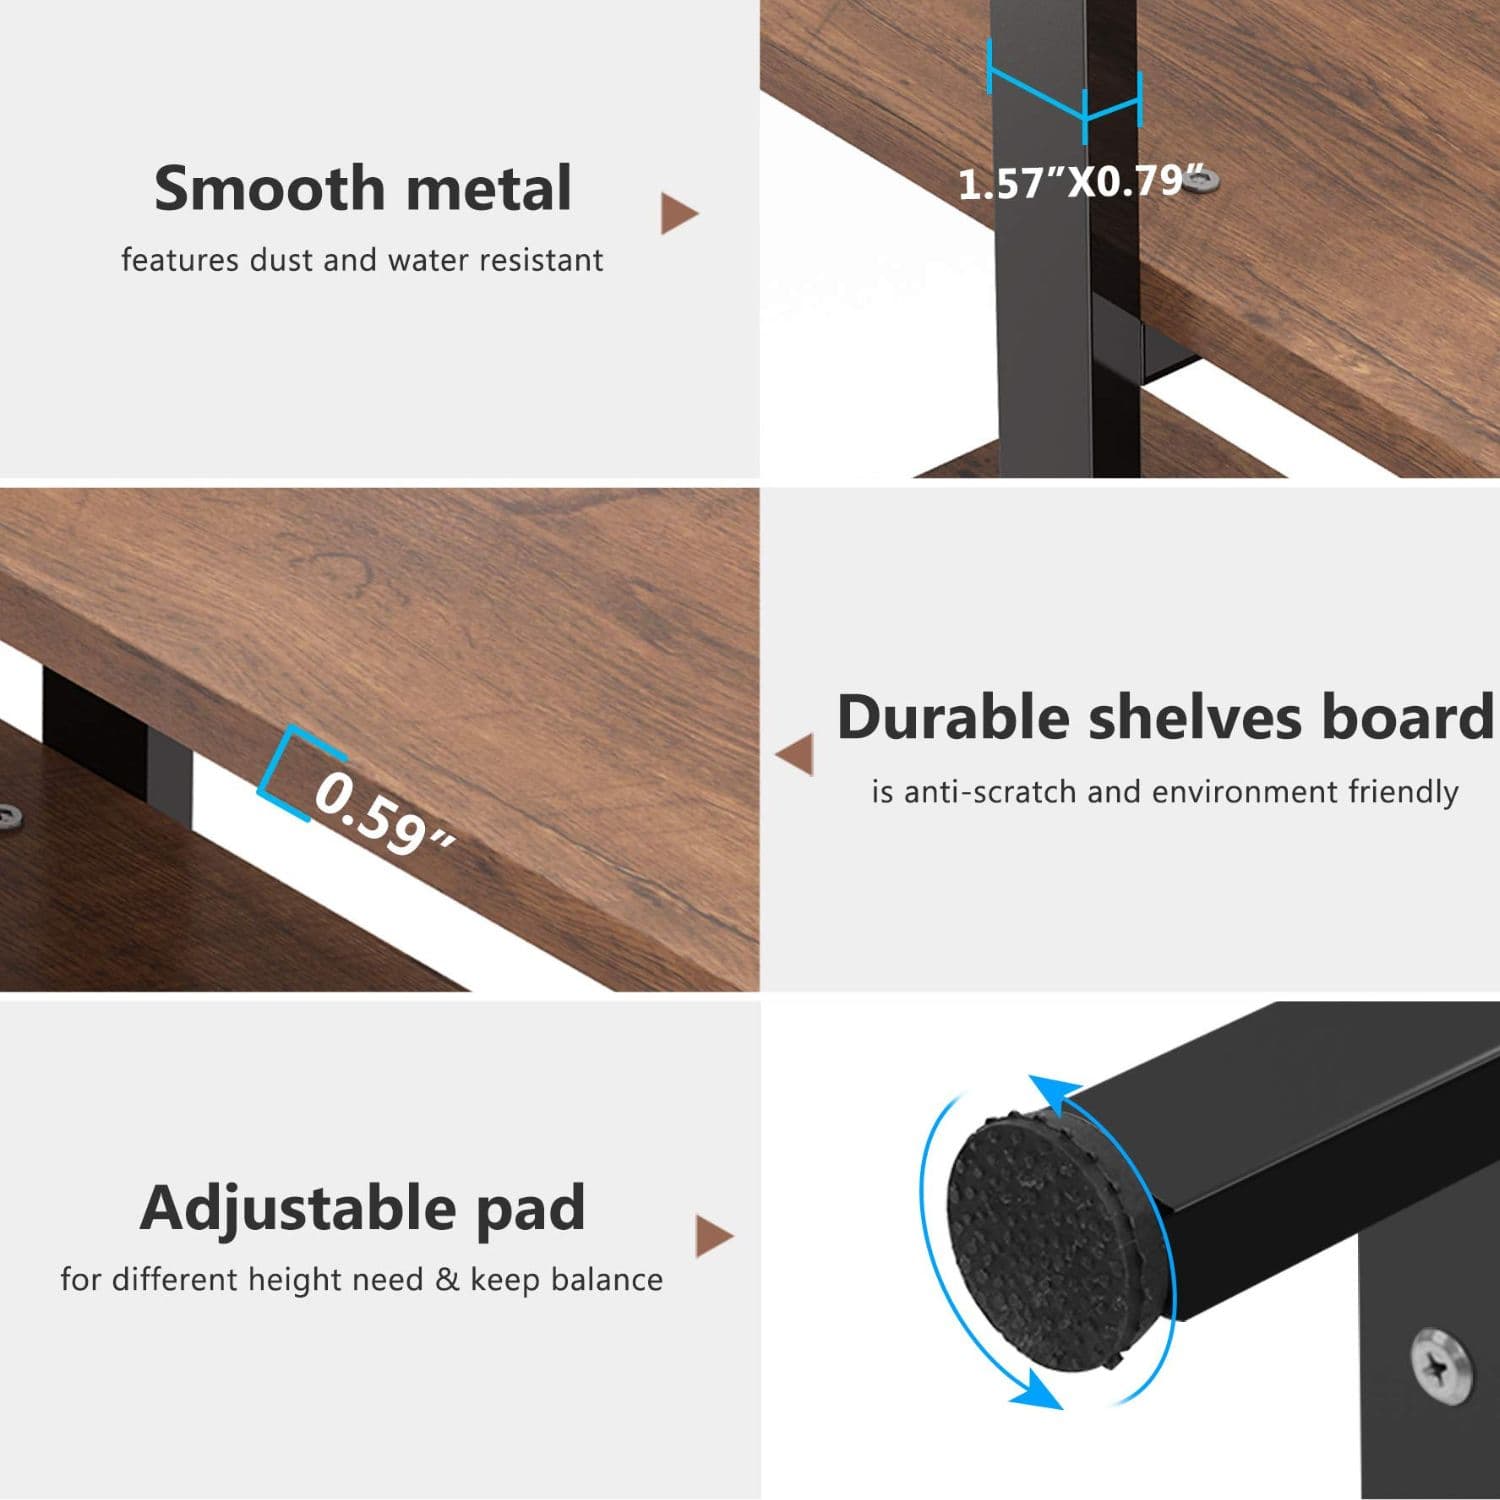 Smooth metal
features dust and water resistant
1.57"X0.79"
0.59"
Durable shelves board
is anti-scratch and environment friendly
Adjustable pad
for different height need & keep balance